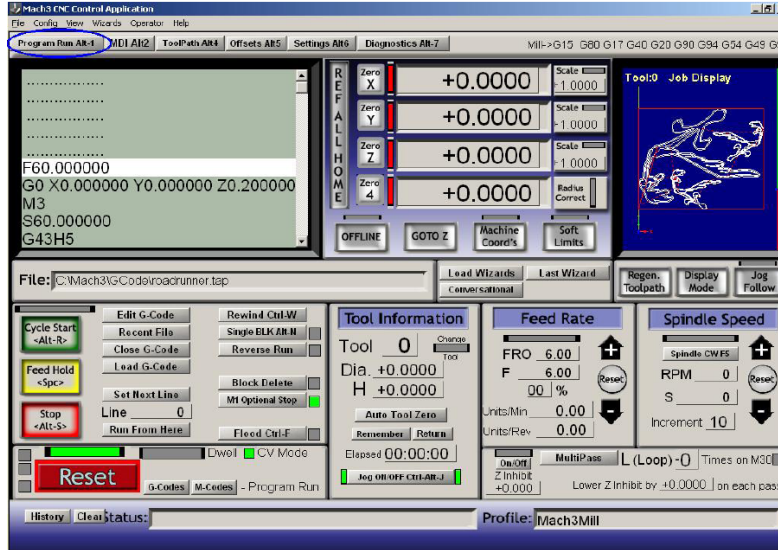 Mach3 CNC Control Application
File Config View Wizards Operator Help
Program Run Alt-1 MDI Alt2 ToolPath Alt4 Offsets Alt5 Settings Alt6 Diagnostics Alt-7 Mill->G15 G80 G17 G40 G20 G90 G94 G54 G49 G
.................
.................
.................
.................
.................
F60.000000
G0 X0.000000 Y0.000000 Z0.200000
M3
S60.000000
G43H5
REF ALL HOME
Zero X +0.0000 Scale +1.0000
Zero Y +0.0000 Scale +1.0000
Zero Z +0.0000 Scale +1.0000
Zero 4 +0.0000 Radius Correct
OFFLINE GOTO Z Machine Coord's Soft Limits
Tool:0 Job Display
File: C:\Mach3\GCode\roadrunner.tap
Load Wizards Last Wizard
Conversational
Regen. Toolpath Display Mode Jog Follow
Cycle Start <Alt-R>
Feed Hold <Spc>
Stop <Alt-S>
Edit G-Code Rewind Ctrl-W
Recent File Single BLK Alt-N
Close G-Code Reverse Run
Load G-Code
Block Delete
Set Next Line M1 Optional Stop
Line 0
Run From Here Flood Ctrl-F
Dwell CV Mode
Reset
G-Codes M-Codes - Program Run
Tool Information
Tool 0 Change Tool
Dia. +0.0000
H +0.0000
Auto Tool Zero
Remember Return
Elapsed 00:00:00
Jog ON/OFF Ctrl-Alt-J
Feed Rate
FRO 6.00
F 6.00
00 %
Reset
Units/Min 0.00
Units/Rev 0.00
Spindle Speed
Spindle CW F5
RPM 0
Reset
S 0
Increment 10
On/Off MultiPass L (Loop) -0 Times on M30
Z Inhibit
+0.000 Lower Z Inhibit by +0.0000 on each pas
History Clear Status:
Profile: Mach3Mill